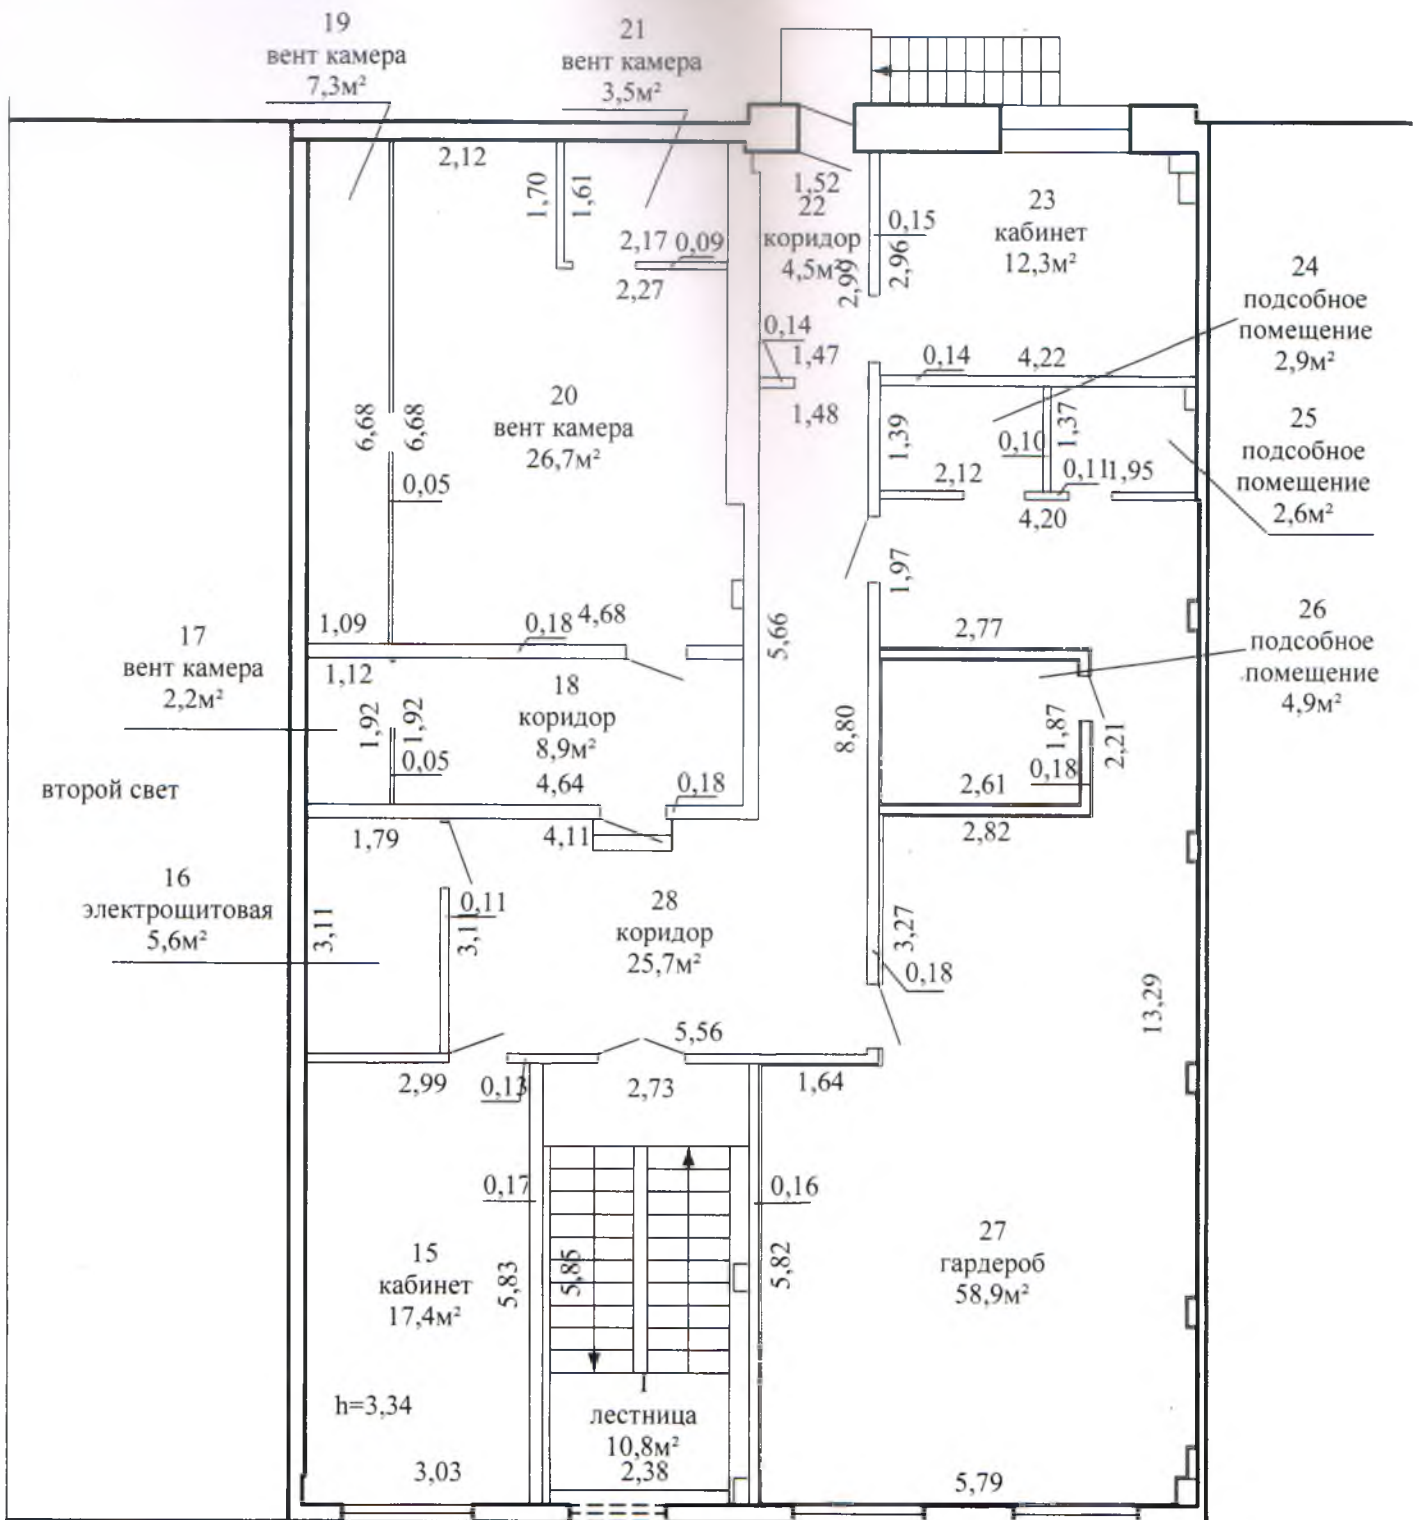 19
вент камера
7,3м²
21
вент камера
3,5м²
2,12
1,70
1,61
2,17
0,09
2,27
1,52
22
коридор
4,5м²
2,99
0,15
2,96
23
кабинет
12,3м²
24
подсобное
помещение
2,9м²
0,14
1,47
1,48
0,14
4,22
20
вент камера
26,7м²
6,68
6,68
0,05
1,39
0,10
1,37
2,12
0,11
1,95
4,20
25
подсобное
помещение
2,6м²
1,97
1,09
0,18
4,68
5,66
2,77
26
подсобное
помещение
4,9м²
17
вент камера
2,2м²
1,12
1,92
1,92
0,05
18
коридор
8,9м²
4,64
0,18
8,80
1,87
2,21
0,18
2,61
2,82
второй свет
1,79
4,11
16
электрощитовая
5,6м²
3,11
0,11
3,1
28
коридор
25,7м²
3,27
0,18
13,29
5,56
2,99
0,13
2,73
1,64
0,17
0,16
15
кабинет
17,4м²
5,83
5,85
5,82
27
гардероб
58,9м²
h=3,34
1
лестница
10,8м²
3,03
2,38
5,79